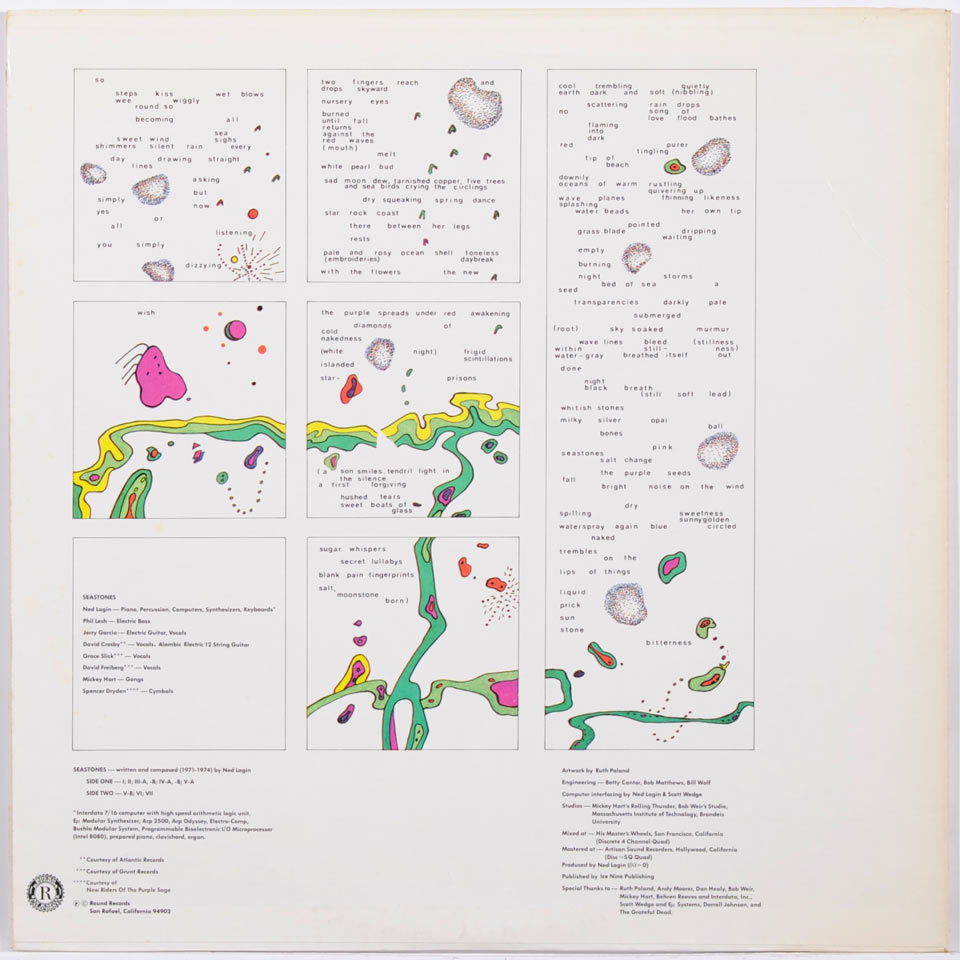 so
steps kiss wet blows
wee wiggly
round so
becoming all
sea
sweet wind sighs
shimmers silent rain every
day drawing straight
lines
asking
but
simply now
yes
or
all
listening
you simply
dizzying
two fingers reach and
drops skyward
nursery eyes
burned
until fall
returns
against the
red waves
(mouth)
melt
white pearl bud
sad moon dew, tarnished copper, five trees
and sea birds crying the circlings
dry squeaking spring dance
star rock coast
there between her legs
rests
pale and rosy ocean shell toneless
(embroideries) daybreak
with the flowers the new
cool trembling quietly
earth dark and soft (nibbling)
scattering rain drops
no song of
love flood bathes
flaming
into
dark
red purer
tingling
tip of
beach
downily
oceans of warm rustling
quivering up
wave planes thinning likeness
splashing
water beads her own tip
pointed
grass blade dripping
waiting
empty
burning
night storms
bed of sea a
seed
transparencies darkly pale
submerged
(root) sky soaked murmur
wave lines bleed (stillness
within still- ness)
water-gray breathed itself out
done
night
black breath
(still soft lead)
whitish stones
milky silver opal
ball
bones
pink
seastones
salt change
the purple seeds
fall
bright noise on the wind
dry
spilling sweetness
sunnygolden
waterspray again blue circled
naked
trembles
on the
lips of things
liquid
prick
sun
stone
bitterness
wish
the purple spreads under red awakening
diamonds of
cold
nakedness
(white night) frigid
scintillations
islanded
star- prisons
(a son smiles, tendril light in
the silence
a first forgiving
hushed tears
sweet boats of
glass
SEASTONES
Ned Lagin — Piano, Percussion, Computers, Synthesizers, Keyboards*
Phil Lesh — Electric Bass
Jerry Garcia — Electric Guitar, Vocals
David Crosby** — Vocals. Alembic Electric 12 String Guitar
Grace Slick*** — Vocals
David Freiberg*** — Vocals
Mickey Hart — Gongs
Spencer Dryden**** — Cymbals
sugar whispers
secret lullabys
blank pain fingerprints
salt,
moonstone
born)
SEASTONES — written and composed (1971-1974) by Ned Lagin
SIDE ONE — I; II; III-A, -B; IV-A, -B; V-A
SIDE TWO — V-B; VI; VII
*Interdata 7/16 computer with high speed arithmetic logic unit,
Eμ Modular Synthesizer, Arp 2500; Arp Odyssey, Electro-Comp,
Buchla Modular System, Programmable Bioelectronic I/O Microprocessor
(Intel 8080), prepared piano, clavichord, organ.
**Courtesy of Atlantic Records
***Courtesy of Grunt Records
****Courtesy of
New Riders Of The Purple Sage
R
℗ © Round Records
San Rafael, California 94902
Artwork by Ruth Poland
Engineering — Betty Cantor, Bob Matthews, Bill Wolf
Computer interfacing by Ned Lagin & Scott Wedge
Studios — Mickey Hart's Rolling Thunder, Bob Weir's Studio,
Massachusetts Institute of Technology, Brandeis
University
Mixed at — His Master's Wheels, San Francisco, California
(Discrete 4 Channel Quad)
Mastered at — Artisan Sound Recorders, Hollywood, California
(Disc—SQ Quad)
Produced by Ned Lagin
Published by Ice Nine Publishing
Special Thanks to — Ruth Poland, Andy Moorer, Dan Healy, Bob Weir,
Mickey Hart, Behcen Reeves and Interdata, Inc.,
Scott Wedge and Eμ Systems, Darrell Johnson, and
The Grateful Dead.